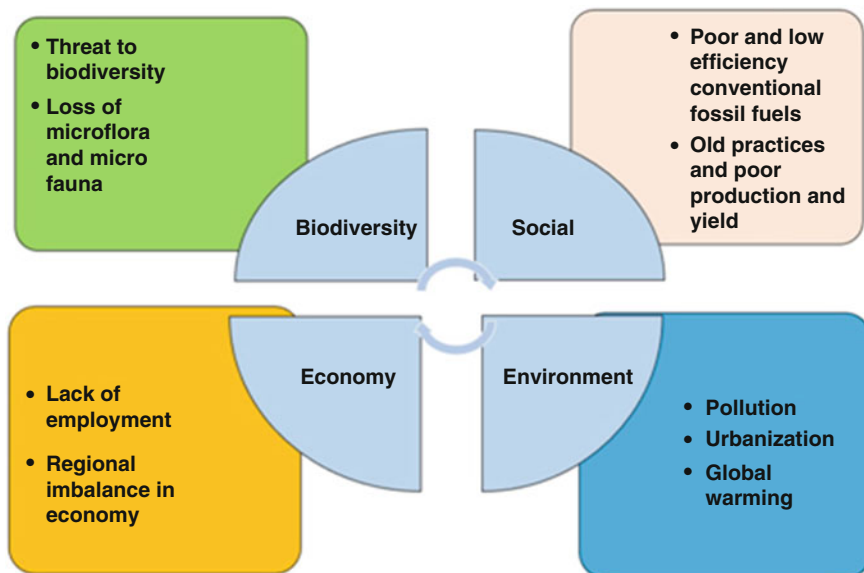 • Threat to
biodiversity
• Loss of
microflora
and micro
fauna
• Poor and low
efficiency
conventional
fossil fuels
• Old practices
and poor
production and
yield
Biodiversity
Social
Economy
Environment
• Lack of
employment
• Regional
imbalance in
economy
• Pollution
• Urbanization
• Global
warming